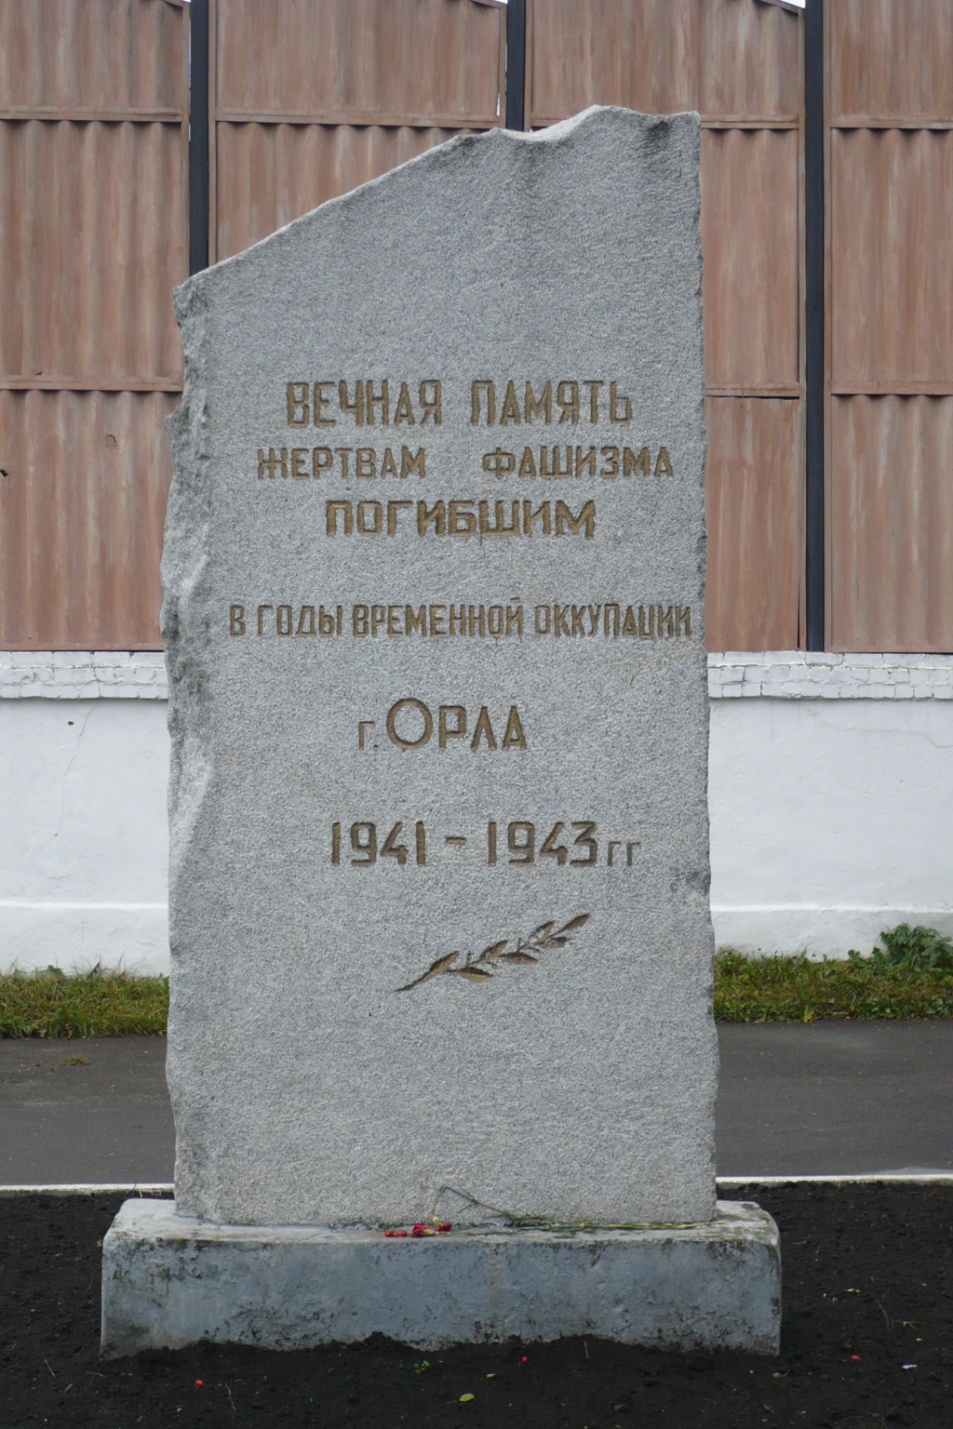 ВЕЧНАЯ ПАМЯТЬ
ЖЕРТВАМ ФАШИЗМА
ПОГИБШИМ
В ГОДЫ ВРЕМЕННОЙ ОККУПАЦИИ
г. ОРЛА
1941 - 1943 гг